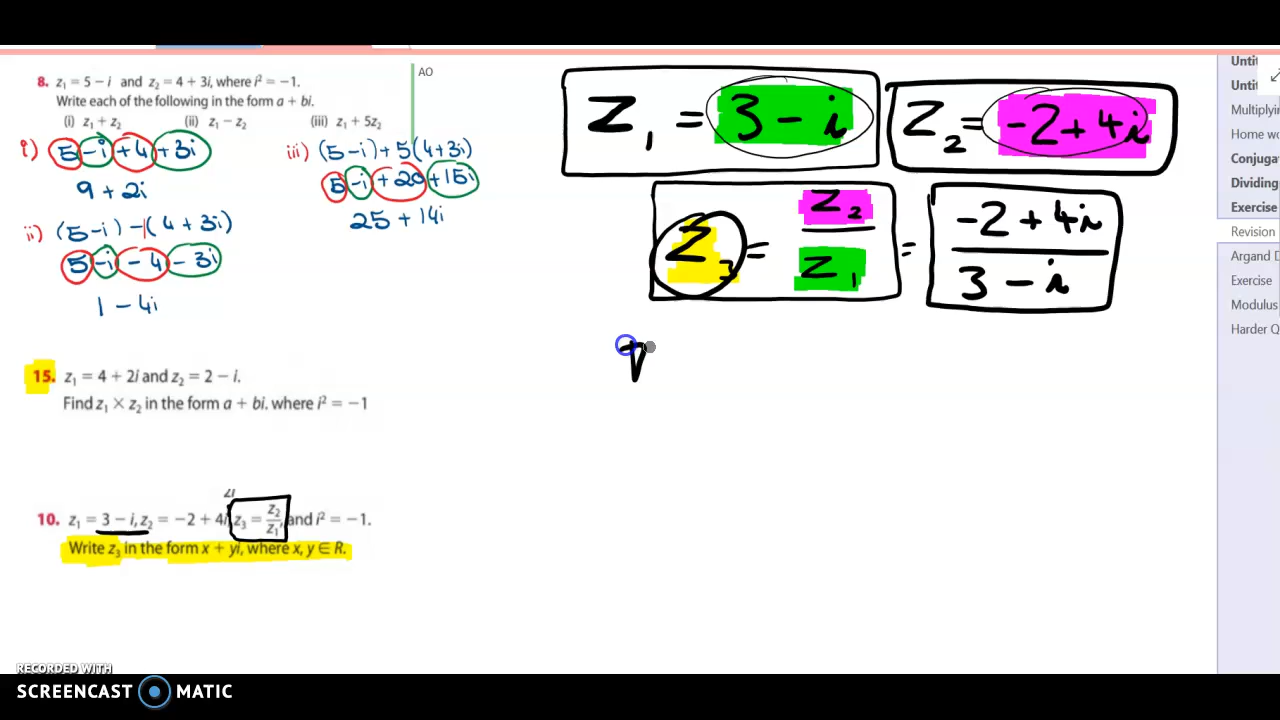 8. z₁ = 5 − i and z₂ = 4 + 3i, where i² = −1.
Write each of the following in the form a + bi.
(i) z₁ + z₂ (ii) z₁ − z₂ (iii) z₁ + 5z₂
i) 5 − i + 4 + 3i
9 + 2i
ii) (5 − i) − 1(4 + 3i)
5 − i − 4 − 3i
1 − 4i
iii) (5 − i) + 5(4 + 3i)
5 − i + 20 + 15i
25 + 14i
AO
15. z₁ = 4 + 2i and z₂ = 2 − i.
Find z₁ × z₂ in the form a + bi. where i² = −1
10. z₁ = 3 − i, z₂ = −2 + 4i, z₃ = z₂/z₁, and i² = −1.
Write z₃ in the form x + yi, where x, y ∈ R.
Z₁ = 3 − i
Z₂ = −2 + 4i
Z₃ = Z₂/Z₁ = (−2 + 4i)/(3 − i)
Untit
Untit
Multiplyin
Home wo
Conjugat
Dividing
Exercise
Revision
Argand D
Exercise
Modulus
Harder Q
RECORDED WITH
SCREENCAST MATIC